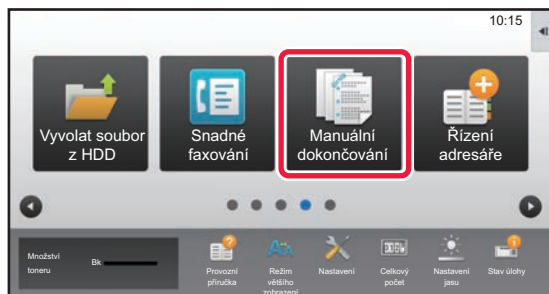 10:15
Vyvolat soubor
z HDD
Snadné
faxování
Manuální
dokončování
Řízení
adresáře
Množství
toneru
Bk
Provozní
příručka
Režim
většího
zobrazení
Nastavení
Celkový
počet
Nastavení
jasu
Stav úlohy